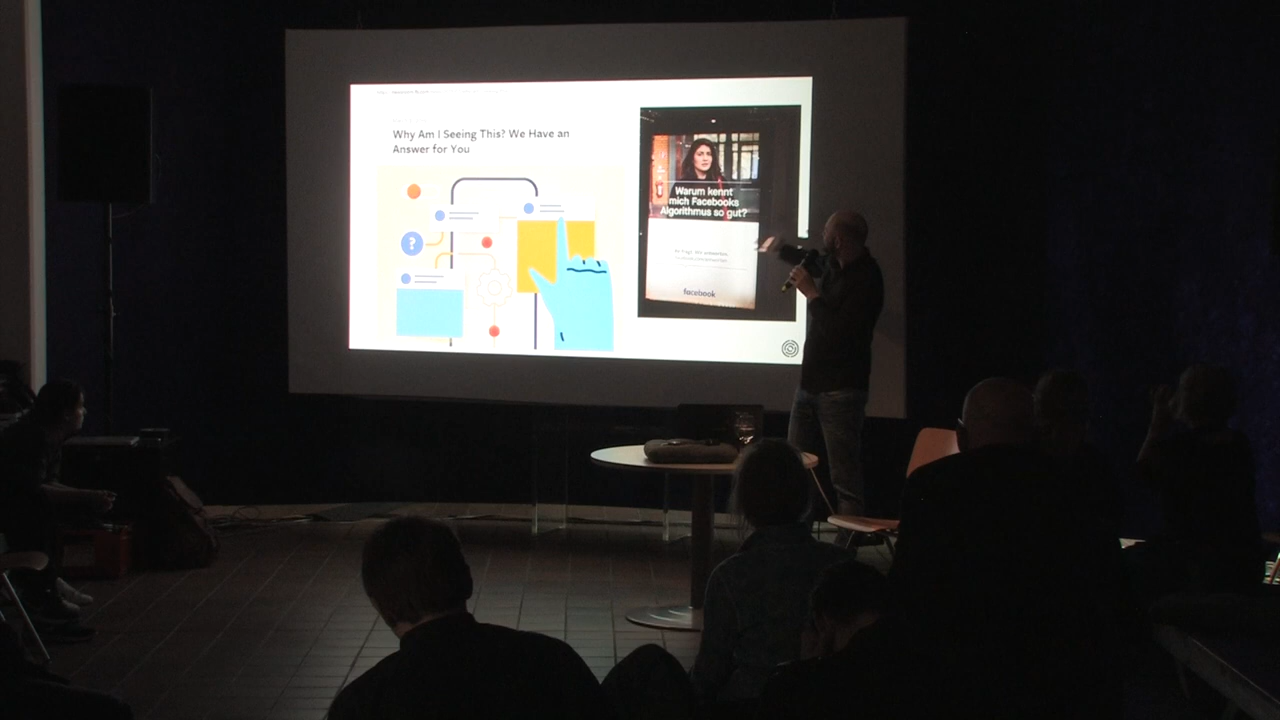 Why Am I Seeing This? We Have an
Answer for You
?
Warum kennt
mich Facebooks
Algorithmus so gut?
facebook